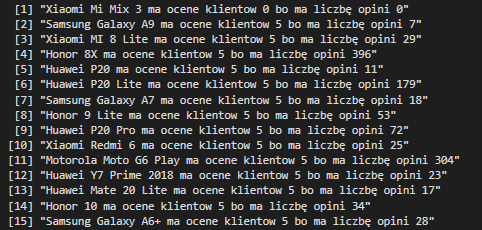 [1] "Xiaomi Mi Mix 3 ma ocene klientow 0 bo ma liczbę opini 0"
[2] "Samsung Galaxy A9 ma ocene klientow 5 bo ma liczbę opini 7"
[3] "Xiaomi MI 8 Lite ma ocene klientow 5 bo ma liczbę opini 29"
[4] "Honor 8X ma ocene klientow 5 bo ma liczbę opini 396"
[5] "Huawei P20 ma ocene klientow 5 bo ma liczbę opini 11"
[6] "Huawei P20 Lite ma ocene klientow 5 bo ma liczbę opini 179"
[7] "Samsung Galaxy A7 ma ocene klientow 5 bo ma liczbę opini 18"
[8] "Honor 9 Lite ma ocene klientow 5 bo ma liczbę opini 53"
[9] "Huawei P20 Pro ma ocene klientow 5 bo ma liczbę opini 72"
[10] "Xiaomi Redmi 6 ma ocene klientow 5 bo ma liczbę opini 25"
[11] "Motorola Moto G6 Play ma ocene klientow 5 bo ma liczbę opini 304"
[12] "Huawei Y7 Prime 2018 ma ocene klientow 5 bo ma liczbę opini 23"
[13] "Huawei Mate 20 Lite ma ocene klientow 5 bo ma liczbę opini 17"
[14] "Honor 10 ma ocene klientow 5 bo ma liczbę opini 34"
[15] "Samsung Galaxy A6+ ma ocene klientow 5 bo ma liczbę opini 28"